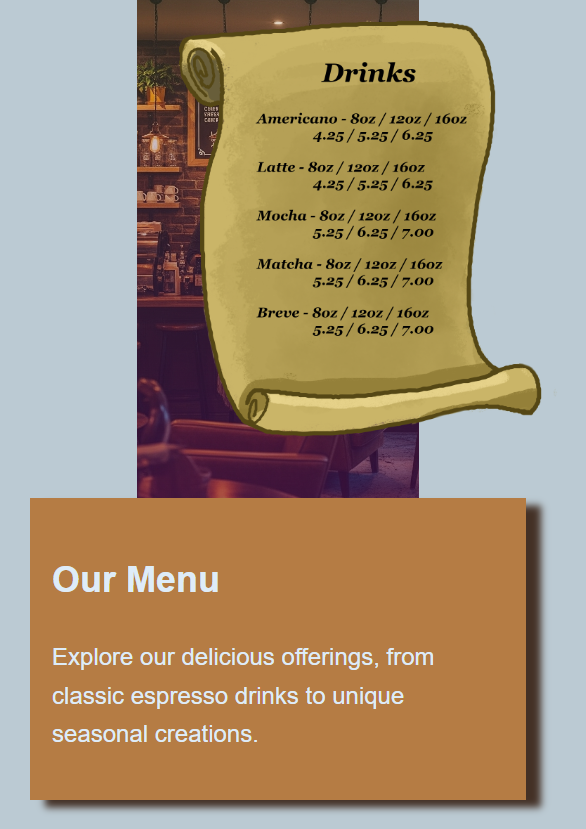 Drinks
Americano - 8oz / 12oz / 16oz
4.25 / 5.25 / 6.25
Latte - 8oz / 12oz / 16oz
4.25 / 5.25 / 6.25
Mocha - 8oz / 12oz / 16oz
5.25 / 6.25 / 7.00
Matcha - 8oz / 12oz / 16oz
5.25 / 6.25 / 7.00
Breve - 8oz / 12oz / 16oz
5.25 / 6.25 / 7.00
Our Menu
Explore our delicious offerings, from
classic espresso drinks to unique
seasonal creations.